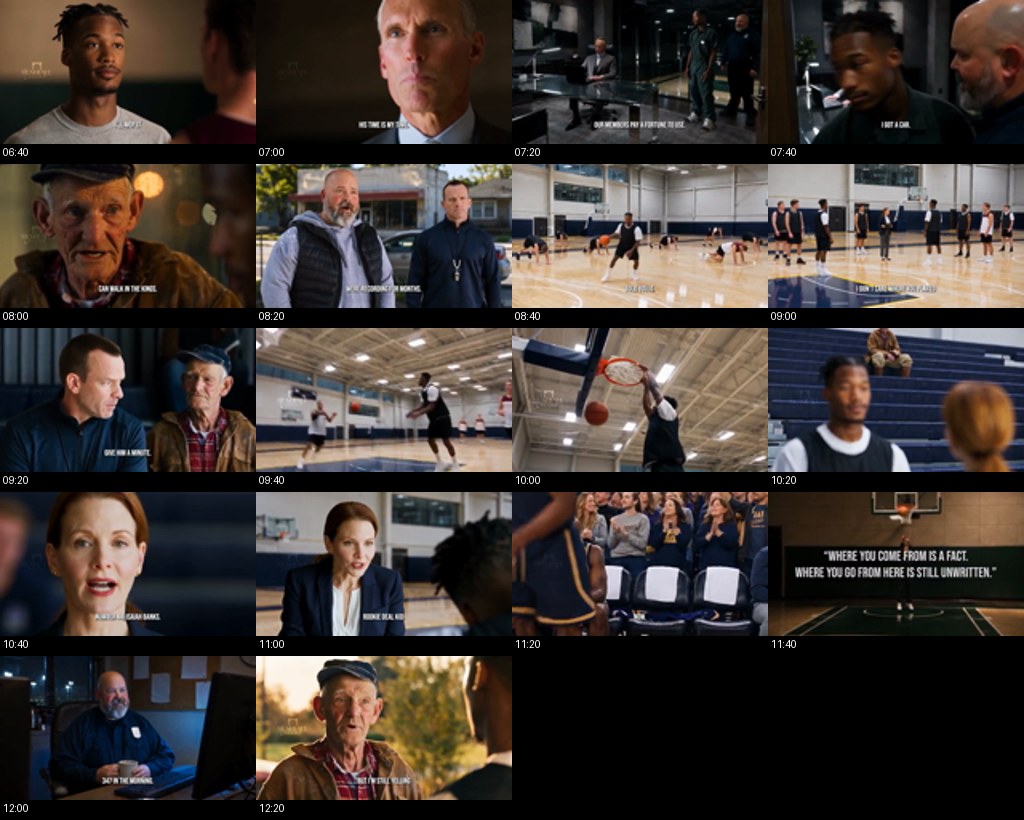 06:40
HIS TIME IS MY TIME.
07:00
OUR MEMBERS PAY A FORTUNE TO USE.
07:20
I GOT A CAR.
07:40
CAN WALK IN THE KINGS.
08:00
RECORDING FOR MONTHS.
08:20
08:40
I DON'T CARE WHAT YOU PLAYED
09:00
GIVE HIM A MINUTE.
09:20
09:40
10:00
10:20
ISAIAH BANKS.
10:40
ROOKIE DEAL KID
11:00
11:20
"WHERE YOU COME FROM IS A FACT.
WHERE YOU GO FROM HERE IS STILL UNWRITTEN."
11:40
3:47 IN THE MORNING.
12:00
BUT I'M STILL
12:20